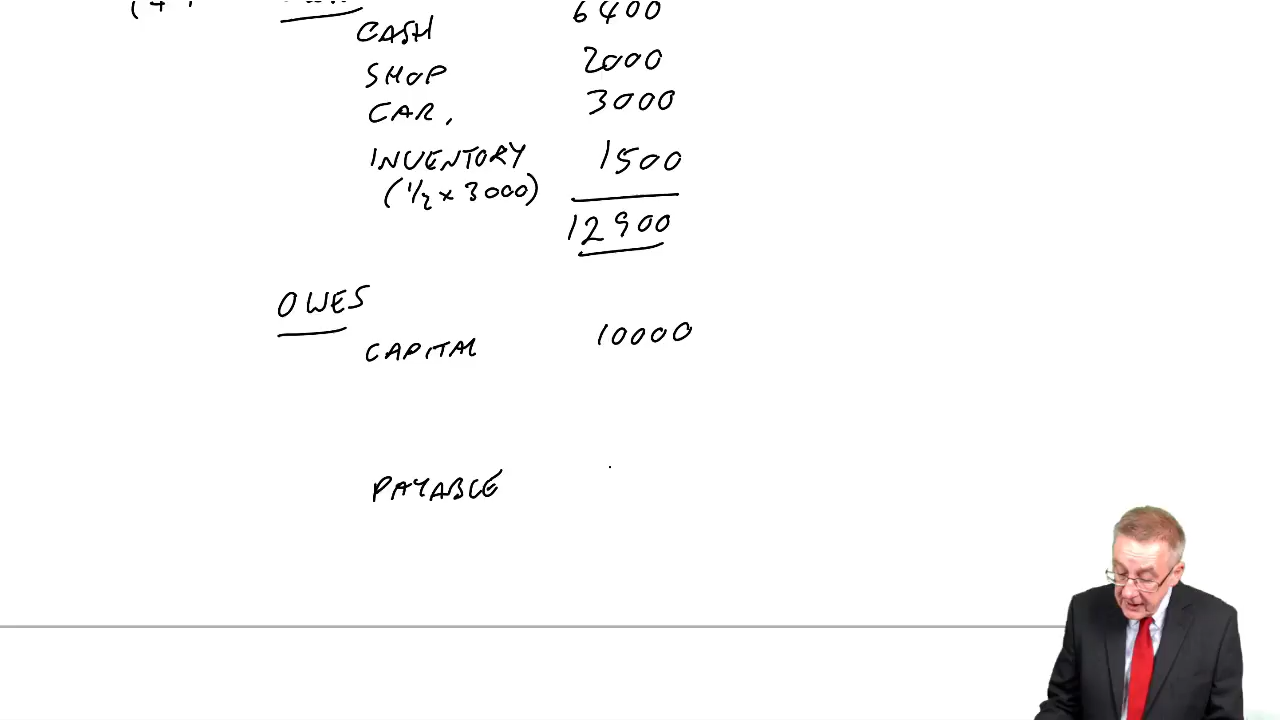 6400
CASH
SHOP 2000
CAR, 3000
INVENTORY 1500
(1/2 x 3000)
12900
OWES
CAPITAL 10000
PAYABLE